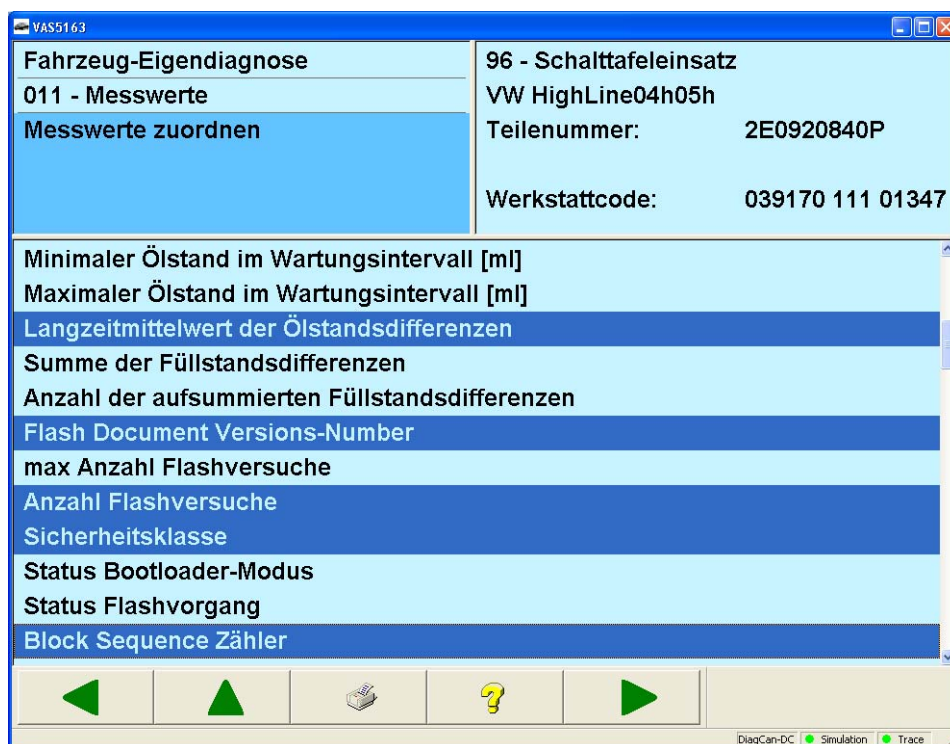 VAS5163
Fahrzeug-Eigendiagnose
011 - Messwerte
Messwerte zuordnen
96 - Schalttafeleinsatz
VW HighLine04h05h
Teilenummer: 2E0920840P
Werkstattcode: 039170 111 01347
Minimaler Ölstand im Wartungsintervall [ml]
Maximaler Ölstand im Wartungsintervall [ml]
Langzeitmittelwert der Ölstandsdifferenzen
Summe der Füllstandsdifferenzen
Anzahl der aufsummierten Füllstandsdifferenzen
Flash Document Versions-Number
max Anzahl Flashversuche
Anzahl Flashversuche
Sicherheitsklasse
Status Bootloader-Modus
Status Flashvorgang
Block Sequence Zähler
DiagCan-DC Simulation Trace